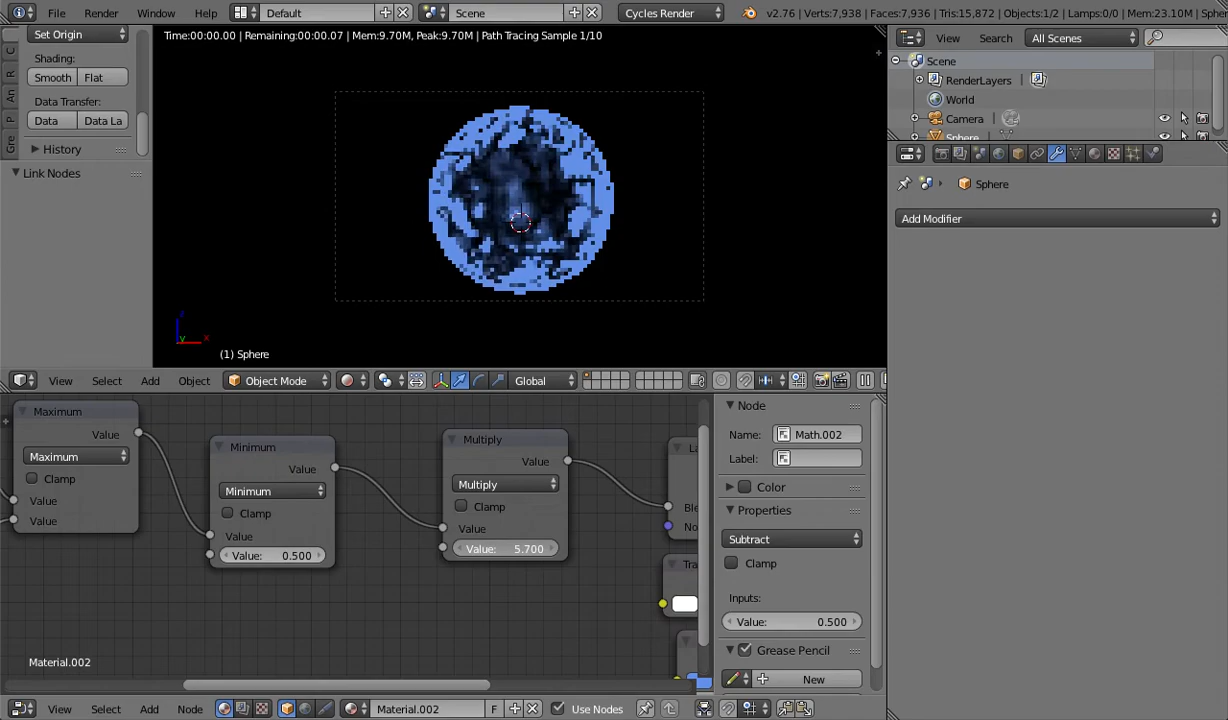 File Render Window Help Default Scene Cycles Render v2.76 | Verts:7,938 | Faces:7,936 | Tris:15,872 | Objects:1/2 | Lamps:0/0 | Mem:23.10M |
Set Origin
Shading:
Smooth Flat
Data Transfer:
Data Data La
History
Link Nodes
C
R
An
P
Gre
Time:00:00.00 | Remaining:00:00.07 | Mem:9.70M, Peak:9.70M | Path Tracing Sample 1/10
z
y x
(1) Sphere
View Select Add Object Object Mode Global
View Search All Scenes
Scene
RenderLayers
World
Camera
Sphere
Sphere
Add Modifier
Maximum
Value
Maximum
Clamp
Value
Value
Minimum
Value
Minimum
Clamp
Value
Value: 0.500
Multiply
Value
Multiply
Clamp
Value
Value: 5.700
La
Ble
No
Tra
Material.002
Node
Name: Math.002
Label:
Color
Properties
Subtract
Clamp
Inputs:
Value: 0.500
Grease Pencil
New
View Select Add Node Material.002 F Use Nodes